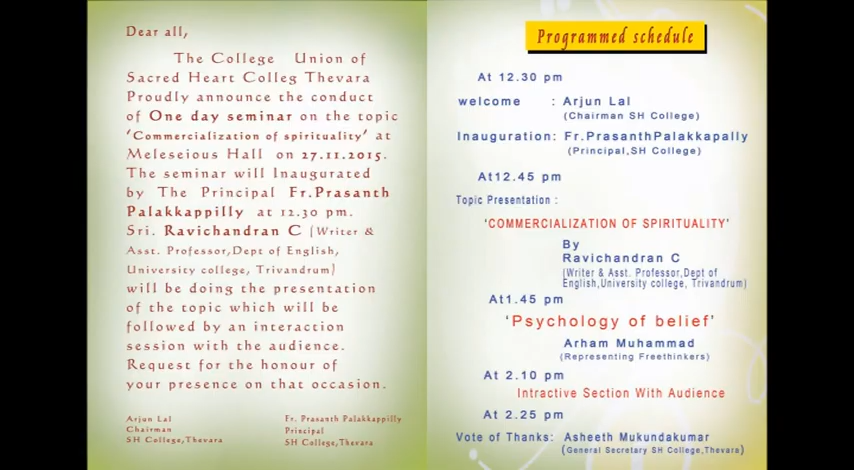 Dear all,
The College Union of
Sacred Heart Colleg Thevara
Proudly announce the conduct
of One day seminar on the topic
'Commercialization of spirituality' at
Meleseious Hall on 27.11.2015.
The seminar will Inaugurated
by The Principal Fr.Prasanth
Palakkappilly at 12.30 pm.
Sri. Ravichandran C (Writer &
Asst. Professor,Dept of English,
University college, Trivandrum)
will be doing the presentation
of the topic which will be
followed by an interaction
session with the audience.
Request for the honour of
your presence on that occasion.
Arjun Lal
Chairman
SH College,Thevara
Fr. Prasanth Palakkappilly
Principal
SH College,Thevara
Programmed schedule
At 12.30 pm
welcome : Arjun Lal
(Chairman SH College)
Inauguration: Fr.PrasanthPalakkapally
(Principal,SH College)
At12.45 pm
Topic Presentation :
'COMMERCIALIZATION OF SPIRITUALITY'
By
Ravichandran C
(Writer & Asst. Professor,Dept of
English,University college, Trivandrum)
At1.45 pm
'Psychology of belief'
Arham Muhammad
(Representing Freethinkers)
At 2.10 pm
Intractive Section With Audience
At 2.25 pm
Vote of Thanks: Asheeth Mukundakumar
(General Secretary SH College,Thevara)